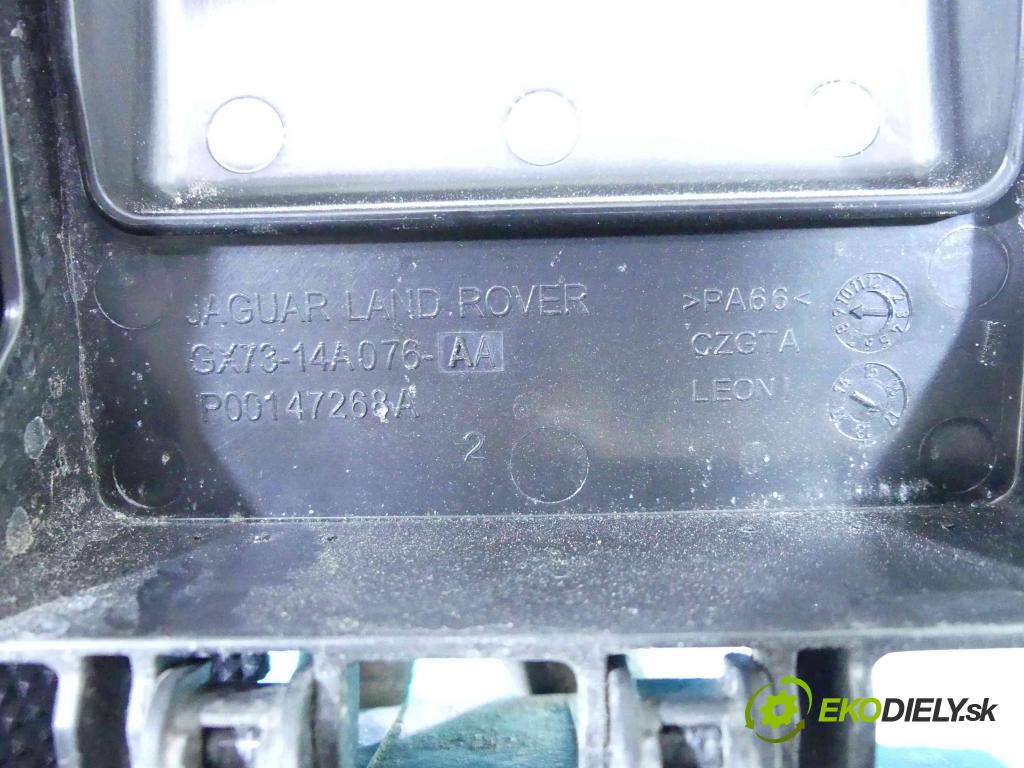 JAGUAR LAND ROVER
GX73-14A076-AA
P00147268A
2
>PA66<
CZGTA
LEONI
EKODIELY.sk